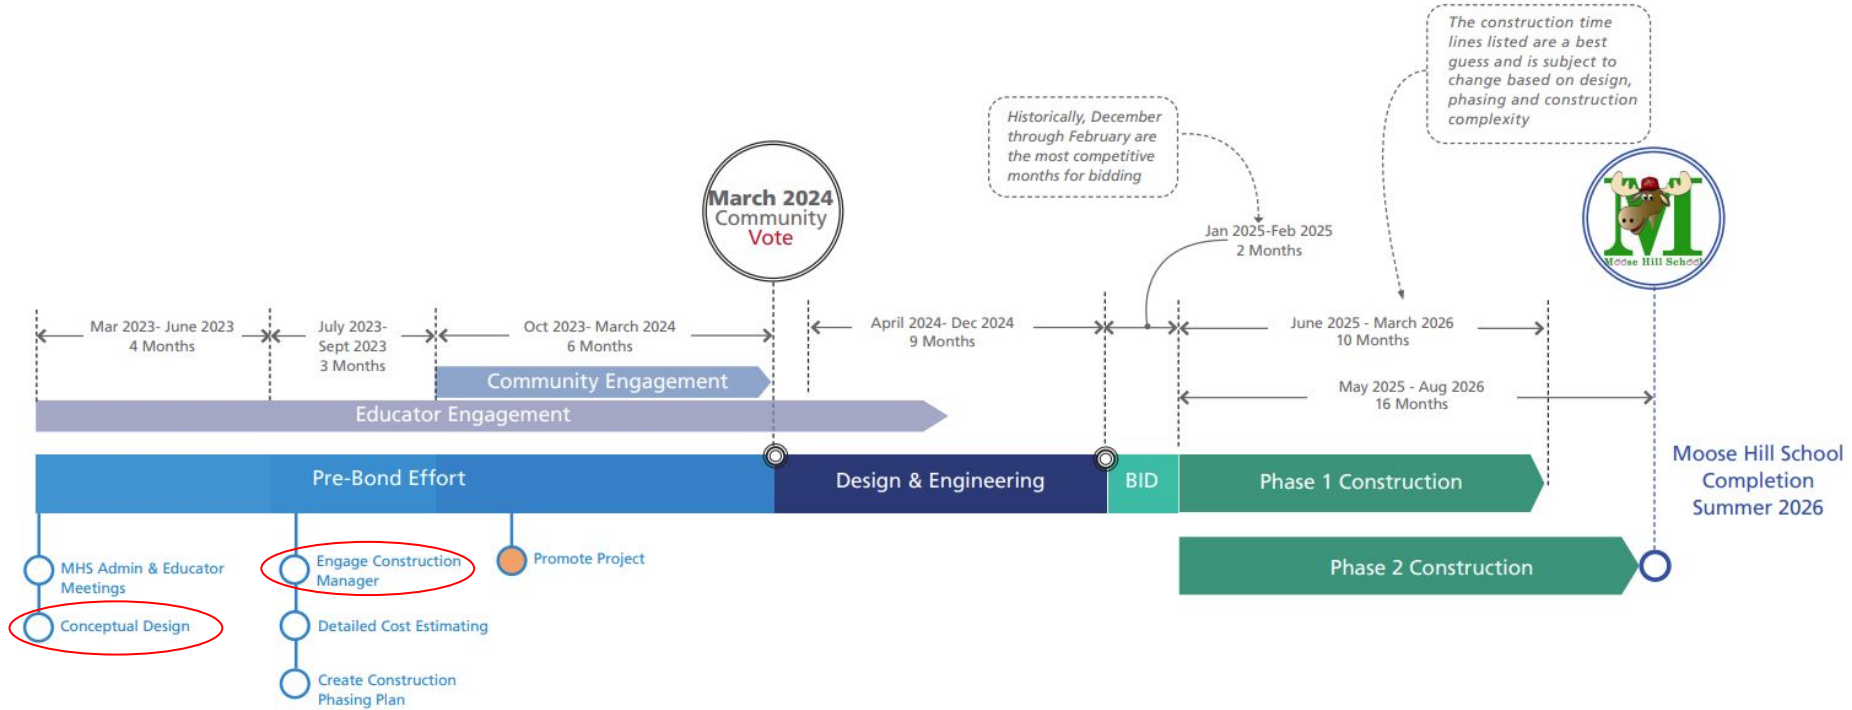 The construction time
lines listed are a best
guess and is subject to
change based on design,
phasing and construction
complexity
Historically, December
through February are
the most competitive
months for bidding
March 2024
Community
Vote
M
Moose Hill School
Jan 2025-Feb 2025
2 Months
Mar 2023- June 2023
4 Months
July 2023-
Sept 2023
3 Months
Oct 2023- March 2024
6 Months
April 2024- Dec 2024
9 Months
June 2025 - March 2026
10 Months
May 2025 - Aug 2026
16 Months
Community Engagement
Educator Engagement
Pre-Bond Effort
Design & Engineering
BID
Phase 1 Construction
Phase 2 Construction
Moose Hill School
Completion
Summer 2026
MHS Admin & Educator
Meetings
Conceptual Design
Engage Construction
Manager
Detailed Cost Estimating
Create Construction
Phasing Plan
Promote Project